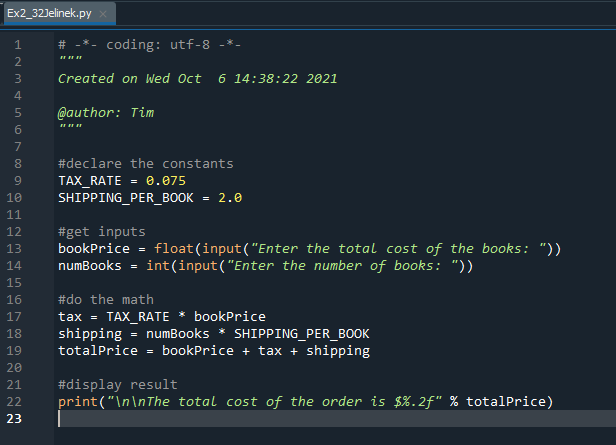 Ex2_32Jelinek.py
1 # -*- coding: utf-8 -*-
2 """
3 Created on Wed Oct  6 14:38:22 2021
4
5 @author: Tim
6 """
7
8 #declare the constants
9 TAX_RATE = 0.075
10 SHIPPING_PER_BOOK = 2.0
11
12 #get inputs
13 bookPrice = float(input("Enter the total cost of the books: "))
14 numBooks = int(input("Enter the number of books: "))
15
16 #do the math
17 tax = TAX_RATE * bookPrice
18 shipping = numBooks * SHIPPING_PER_BOOK
19 totalPrice = bookPrice + tax + shipping
20
21 #display result
22 print("\n\nThe total cost of the order is $%.2f" % totalPrice)
23